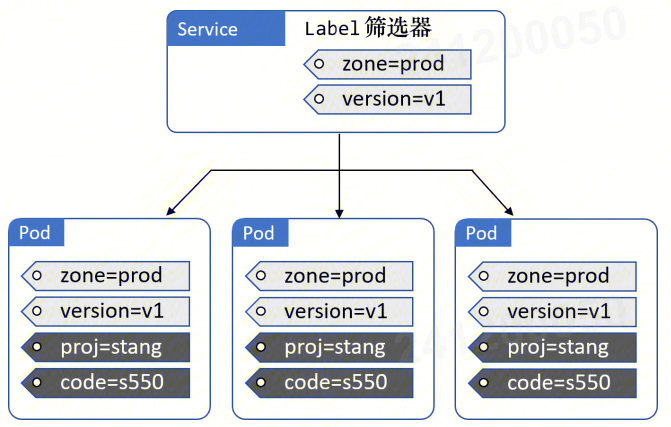 Service
Label 筛选器
zone=prod
version=v1
Pod
zone=prod
version=v1
proj=stang
code=s550
Pod
zone=prod
version=v1
proj=stang
code=s550
Pod
zone=prod
version=v1
proj=stang
code=s550